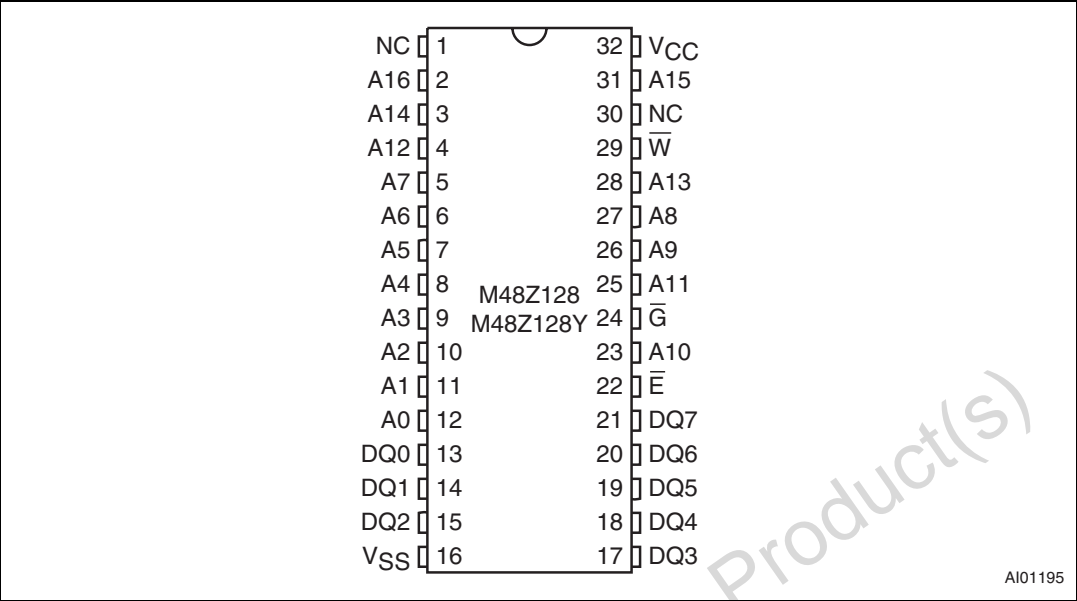 NC 1 32 VCC
A16 2 31 A15
A14 3 30 NC
A12 4 29 W̅
A7 5 28 A13
A6 6 27 A8
A5 7 26 A9
A4 8 25 A11
M48Z128
A3 9 24 G̅
M48Z128Y
A2 10 23 A10
A1 11 22 E̅
A0 12 21 DQ7
DQ0 13 20 DQ6
DQ1 14 19 DQ5
DQ2 15 18 DQ4
VSS 16 17 DQ3
Product(s)
AI01195